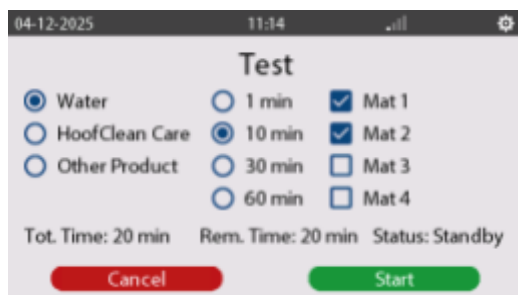 04-12-2025 11:14
Test
Water 1 min Mat 1
HoofClean Care 10 min Mat 2
Other Product 30 min Mat 3
60 min Mat 4
Tot. Time: 20 min Rem. Time: 20 min Status: Standby
Cancel Start